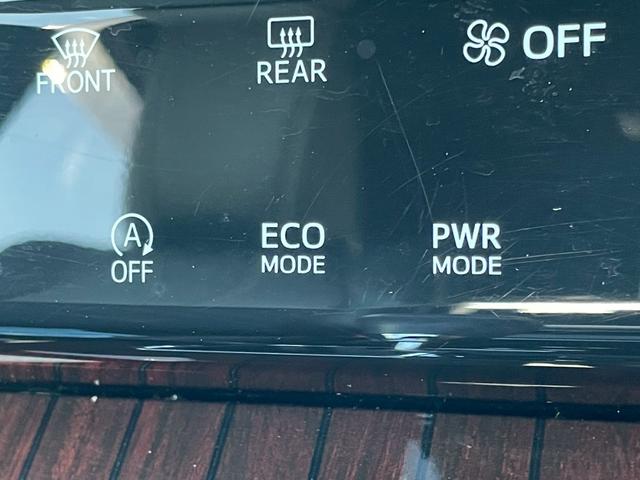 FRONT
REAR
OFF
A
OFF
ECO
MODE
PWR
MODE